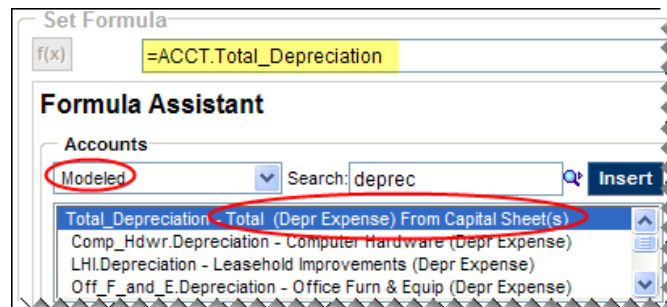 Set Formula
f(x) =ACCT.Total_Depreciation
Formula Assistant
Accounts
Modeled Search: deprec Insert
Total_Depreciation - Total (Depr Expense) From Capital Sheet(s)
Comp_Hdwr.Depreciation - Computer Hardware (Depr Expense)
LHI.Depreciation - Leasehold Improvements (Depr Expense)
Off_F_and_E.Depreciation - Office Furn & Equip (Depr Expense)